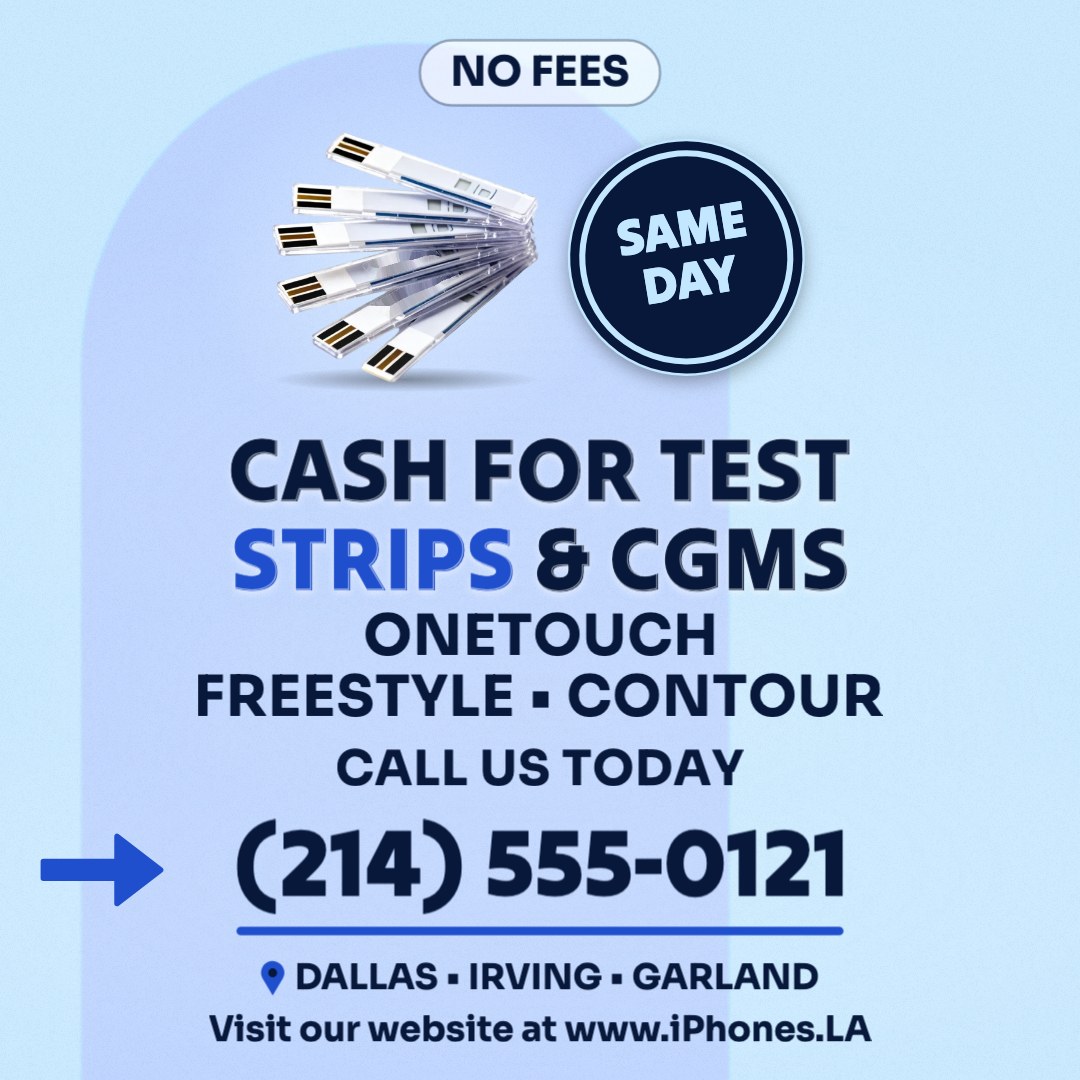 NO FEES
SAME
DAY
CASH FOR TEST
STRIPS & CGMS
ONETOUCH
FREESTYLE ▪ CONTOUR
CALL US TODAY
(214) 555-0121
DALLAS ▪ IRVING ▪ GARLAND
Visit our website at www.iPhones.LA